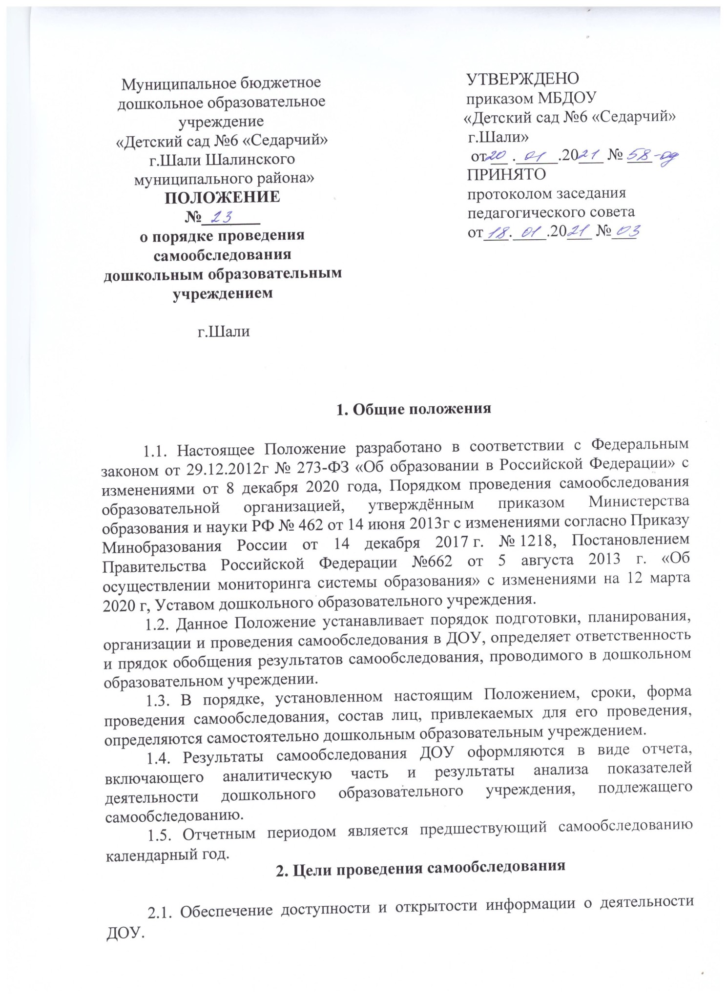 Муниципальное бюджетное
дошкольное образовательное
учреждение
«Детский сад №6 «Седарчий»
г.Шали Шалинского
муниципального района»
ПОЛОЖЕНИЕ
№ 23
о порядке проведения
самообследования
дошкольным образовательным
учреждением
г.Шали
УТВЕРЖДЕНО
приказом МБДОУ
«Детский сад №6 «Седарчий»
г.Шали»
от 20 . 01 .2021 № 58-од
ПРИНЯТО
протоколом заседания
педагогического совета
от 18. 01 .2021 № 03
1. Общие положения
1.1. Настоящее Положение разработано в соответствии с Федеральным
законом от 29.12.2012г № 273-ФЗ «Об образовании в Российской Федерации» с
изменениями от 8 декабря 2020 года, Порядком проведения самообследования
образовательной организацией, утверждённым приказом Министерства
образования и науки РФ № 462 от 14 июня 2013г с изменениями согласно Приказу
Минобразования России от 14 декабря 2017 г. № 1218, Постановлением
Правительства Российской Федерации №662 от 5 августа 2013 г. «Об
осуществлении мониторинга системы образования» с изменениями на 12 марта
2020 г, Уставом дошкольного образовательного учреждения.
1.2. Данное Положение устанавливает порядок подготовки, планирования,
организации и проведения самообследования в ДОУ, определяет ответственность
и прядок обобщения результатов самообследования, проводимого в дошкольном
образовательном учреждении.
1.3. В порядке, установленном настоящим Положением, сроки, форма
проведения самообследования, состав лиц, привлекаемых для его проведения,
определяются самостоятельно дошкольным образовательным учреждением.
1.4. Результаты самообследования ДОУ оформляются в виде отчета,
включающего аналитическую часть и результаты анализа показателей
деятельности дошкольного образовательного учреждения, подлежащего
самообследованию.
1.5. Отчетным периодом является предшествующий самообследованию
календарный год.
2. Цели проведения самообследования
2.1. Обеспечение доступности и открытости информации о деятельности
ДОУ.